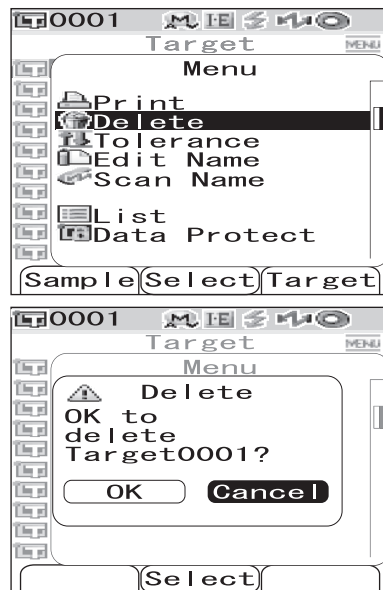 0001 M I·E
Target MENU
Menu
Print
Delete
Tolerance
Edit Name
Scan Name
List
Data Protect
Sample Select Target
0001 M I·E
Target MENU
Menu
Delete
OK to
delete
Target0001?
OK Cancel
Select